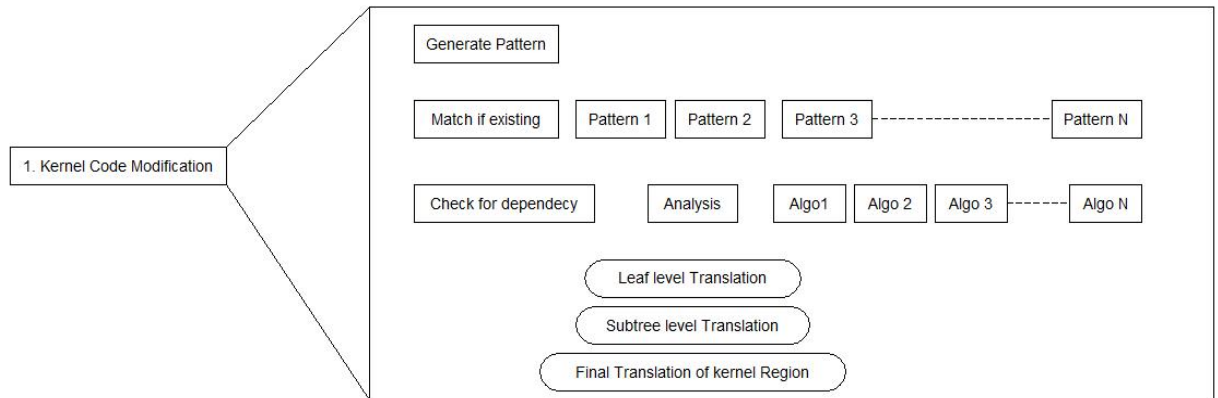 Generate Pattern
Match if existing Pattern 1 Pattern 2 Pattern 3 Pattern N
1. Kernel Code Modification
Check for dependecy Analysis Algo1 Algo 2 Algo 3 Algo N
Leaf level Translation
Subtree level Translation
Final Translation of kernel Region